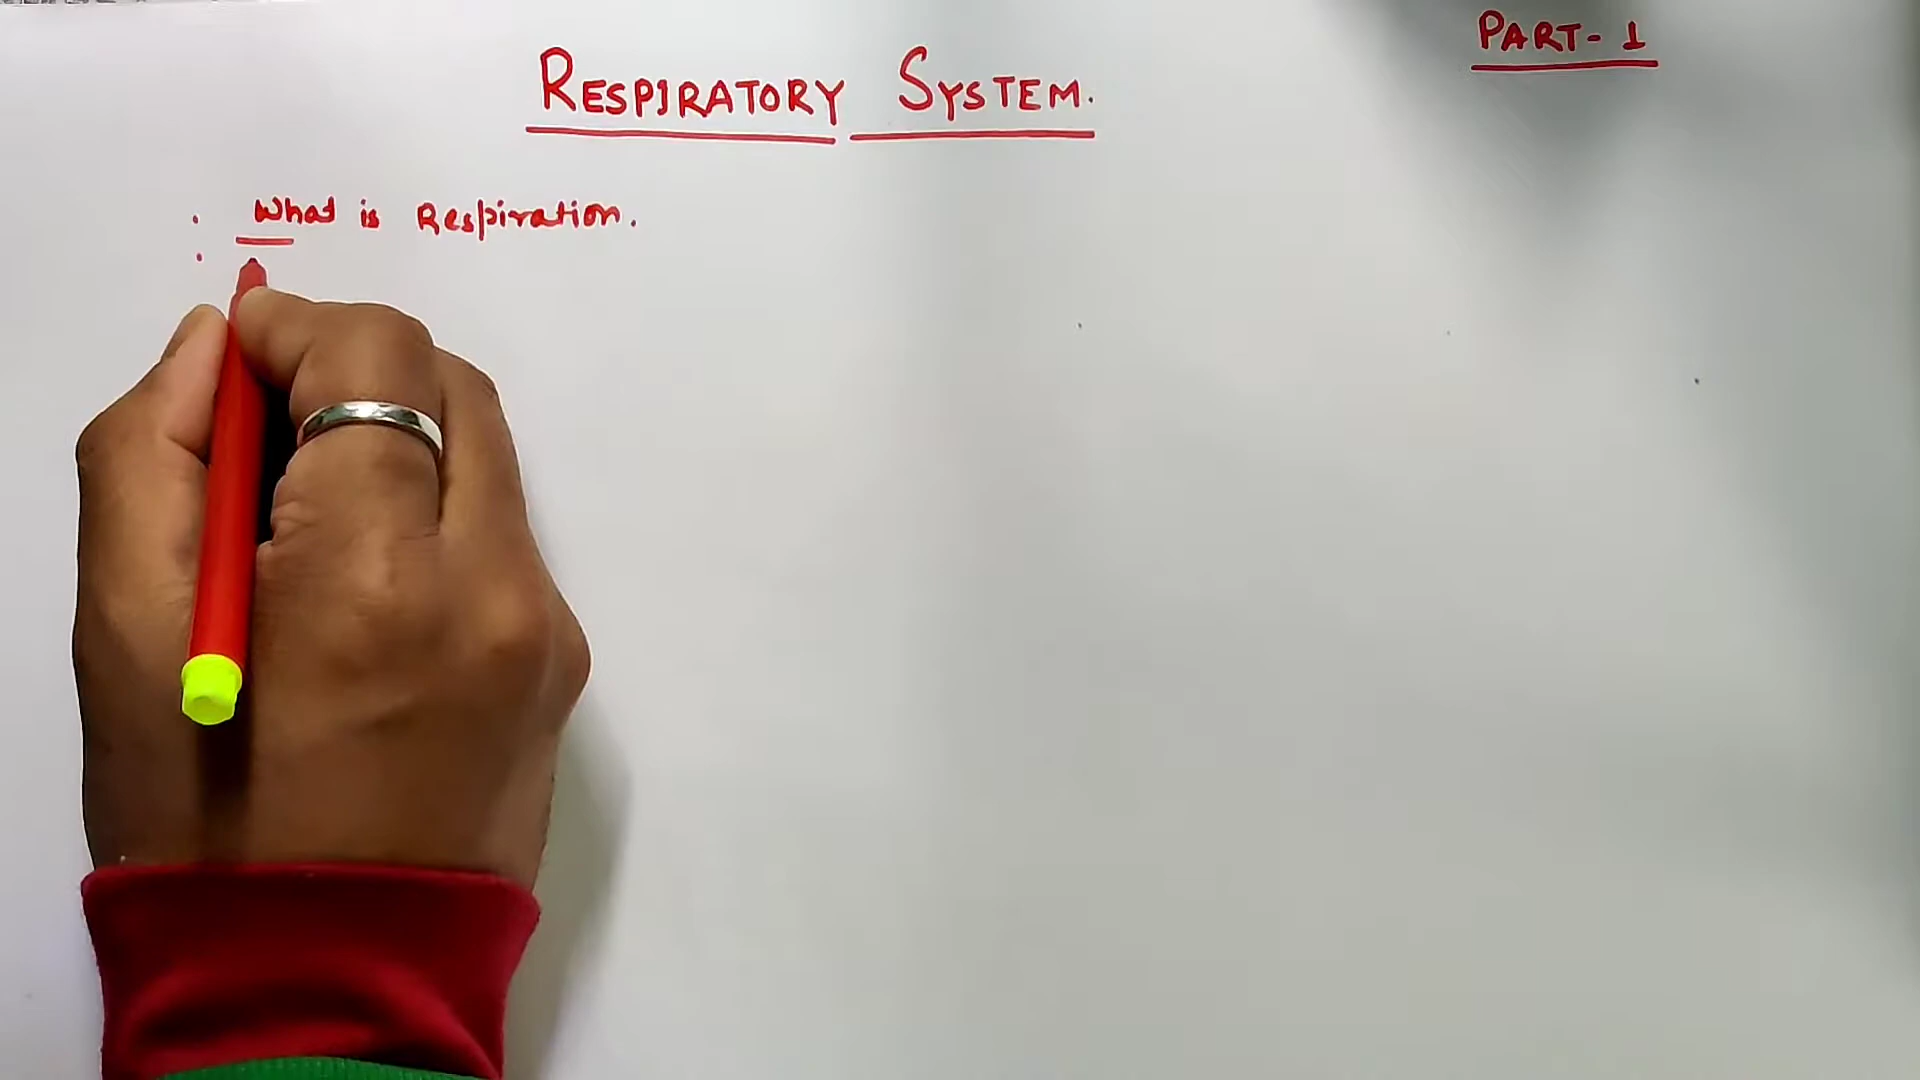 PART- 1
RESPIRATORY SYSTEM.
: What is Respiration.